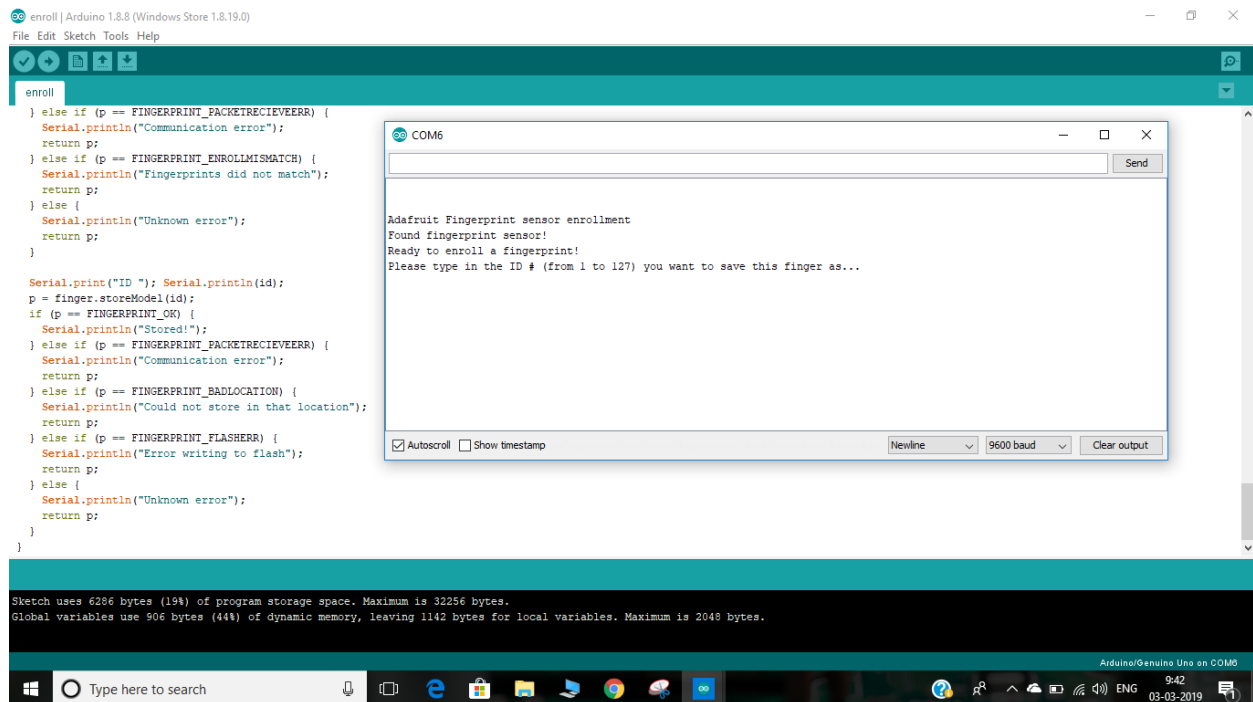 enroll | Arduino 1.8.8 (Windows Store 1.8.19.0)
File Edit Sketch Tools Help
enroll
} else if (p == FINGERPRINT_PACKETRECIEVEERR) {
Serial.println("Communication error");
return p;
} else if (p == FINGERPRINT_ENROLLMISMATCH) {
Serial.println("Fingerprints did not match");
return p;
} else {
Serial.println("Unknown error");
return p;
}
Serial.print("ID "); Serial.println(id);
p = finger.storeModel(id);
if (p == FINGERPRINT_OK) {
Serial.println("Stored!");
} else if (p == FINGERPRINT_PACKETRECIEVEERR) {
Serial.println("Communication error");
return p;
} else if (p == FINGERPRINT_BADLOCATION) {
Serial.println("Could not store in that location");
return p;
} else if (p == FINGERPRINT_FLASHERR) {
Serial.println("Error writing to flash");
return p;
} else {
Serial.println("Unknown error");
return p;
}
}
COM6
Send
Adafruit Fingerprint sensor enrollment
Found fingerprint sensor!
Ready to enroll a fingerprint!
Please type in the ID # (from 1 to 127) you want to save this finger as...
Autoscroll Show timestamp Newline 9600 baud Clear output
Sketch uses 6286 bytes (19%) of program storage space. Maximum is 32256 bytes.
Global variables use 906 bytes (44%) of dynamic memory, leaving 1142 bytes for local variables. Maximum is 2048 bytes.
Arduino/Genuino Uno on COM6
Type here to search
ENG
9:42
03-03-2019